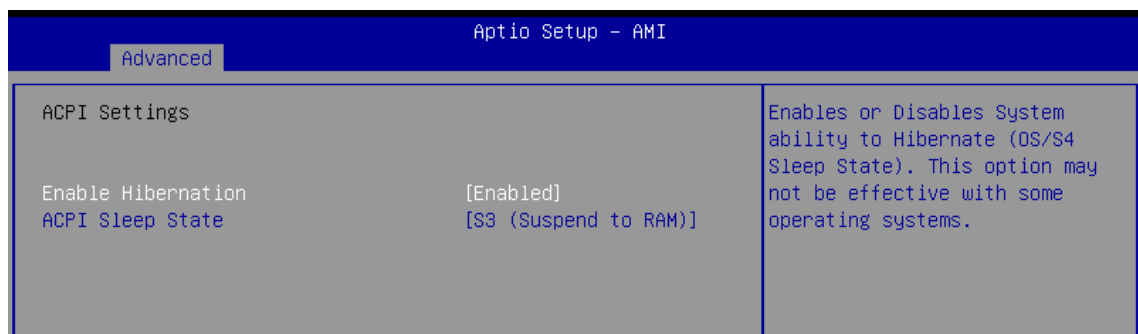 Aptio Setup – AMI
Advanced
ACPI Settings
Enable Hibernation [Enabled]
ACPI Sleep State [S3 (Suspend to RAM)]
Enables or Disables System
ability to Hibernate (OS/S4
Sleep State). This option may
not be effective with some
operating systems.